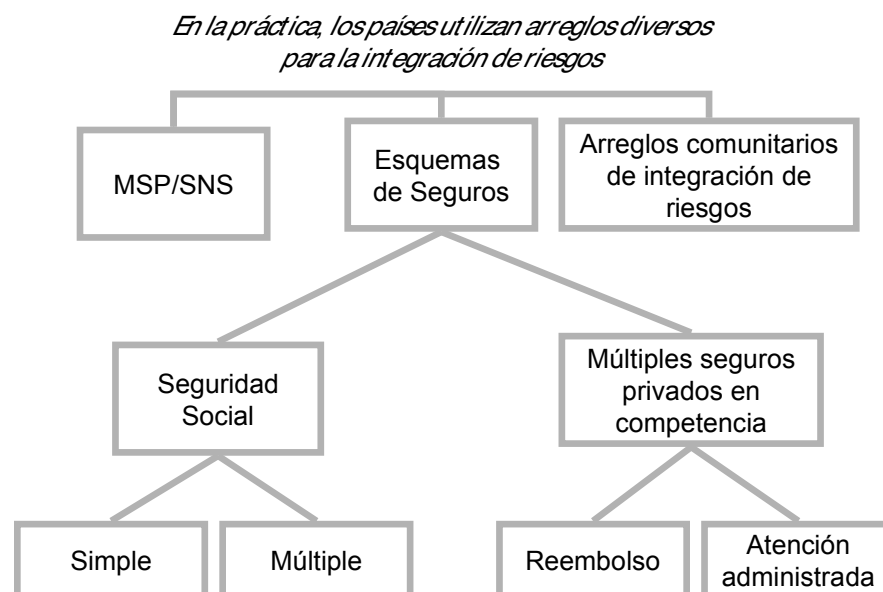 En la práctica, los países utilizan arreglos diversos
para la integración de riesgos
MSP/SNS
Esquemas
de Seguros
Arreglos comunitarios
de integración de
riesgos
Seguridad
Social
Múltiples seguros
privados en
competencia
Simple
Múltiple
Reembolso
Atención
administrada